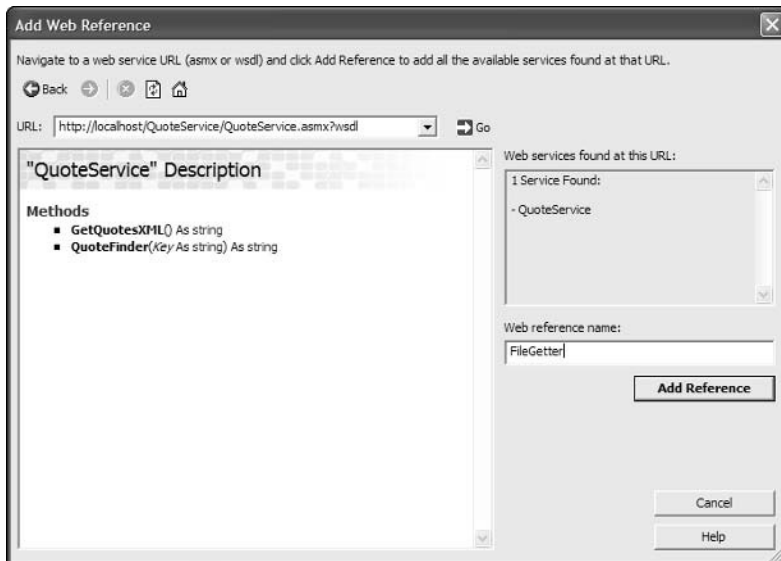 Add Web Reference
Navigate to a web service URL (asmx or wsdl) and click Add Reference to add all the available services found at that URL.
Back
URL: http://localhost/QuoteService/QuoteService.asmx?wsdl Go
"QuoteService" Description
Methods
GetQuotesXML() As string
QuoteFinder(Key As string) As string
Web services found at this URL:
1 Service Found:
- QuoteService
Web reference name:
FileGetter
Add Reference
Cancel
Help